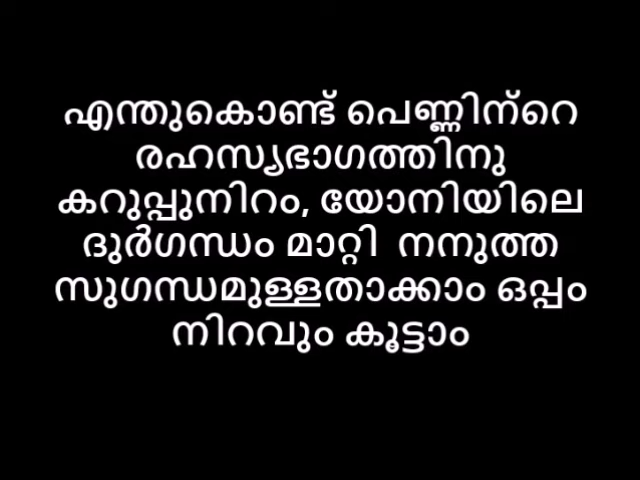 എന്തുകൊണ്ട് പെണ്ണിന്റെ
രഹസ്യഭാഗത്തിനു
കറുപ്പുനിറം, യോനിയിലെ
ദുർഗന്ധം മാറ്റി നനുത്ത
സുഗന്ധമുള്ളതാക്കാം ഒപ്പം
നിറവും കൂട്ടാം